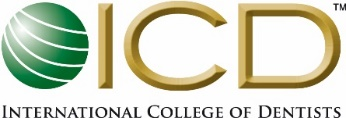 ICD™
INTERNATIONAL COLLEGE OF DENTISTS